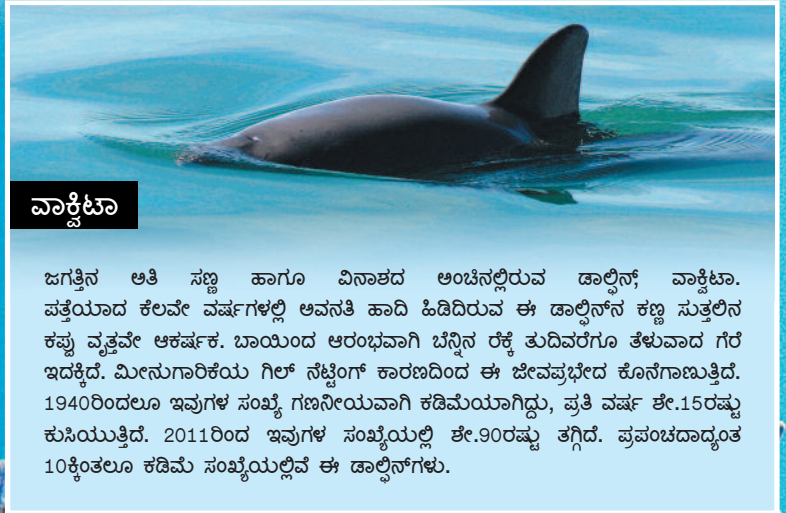 ವಾಕ್ವಿಟಾ
ಜಗತ್ತಿನ ಅತಿ ಸಣ್ಣ ಹಾಗೂ ವಿನಾಶದ ಅಂಚಿನಲ್ಲಿರುವ ಡಾಲ್ಫಿನ್, ವಾಕ್ವಿಟಾ.
ಪತ್ತೆಯಾದ ಕೆಲವೇ ವರ್ಷಗಳಲ್ಲಿ ಅವನತಿ ಹಾದಿ ಹಿಡಿದಿರುವ ಈ ಡಾಲ್ಫಿನ್‌ನ ಕಣ್ಣ ಸುತ್ತಲಿನ
ಕಪ್ಪು ವೃತ್ತವೇ ಆಕರ್ಷಕ. ಬಾಯಿಂದ ಆರಂಭವಾಗಿ ಬೆನ್ನಿನ ರೆಕ್ಕೆ ತುದಿವರೆಗೂ ತೆಳುವಾದ ಗೆರೆ
ಇದಕ್ಕಿದೆ. ಮೀನುಗಾರಿಕೆಯ ಗಿಲ್ ನೆಟ್ಟಿಂಗ್ ಕಾರಣದಿಂದ ಈ ಜೀವಪ್ರಭೇದ ಕೊನೆಗಾಣುತ್ತಿದೆ.
1940ರಿಂದಲೂ ಇವುಗಳ ಸಂಖ್ಯೆ ಗಣನೀಯವಾಗಿ ಕಡಿಮೆಯಾಗಿದ್ದು, ಪ್ರತಿ ವರ್ಷ ಶೇ.15ರಷ್ಟು
ಕುಸಿಯುತ್ತಿದೆ. 2011ರಿಂದ ಇವುಗಳ ಸಂಖ್ಯೆಯಲ್ಲಿ ಶೇ.90ರಷ್ಟು ತಗ್ಗಿದೆ. ಪ್ರಪಂಚದಾದ್ಯಂತ
10ಕ್ಕಿಂತಲೂ ಕಡಿಮೆ ಸಂಖ್ಯೆಯಲ್ಲಿವೆ ಈ ಡಾಲ್ಫಿನ್‌ಗಳು.